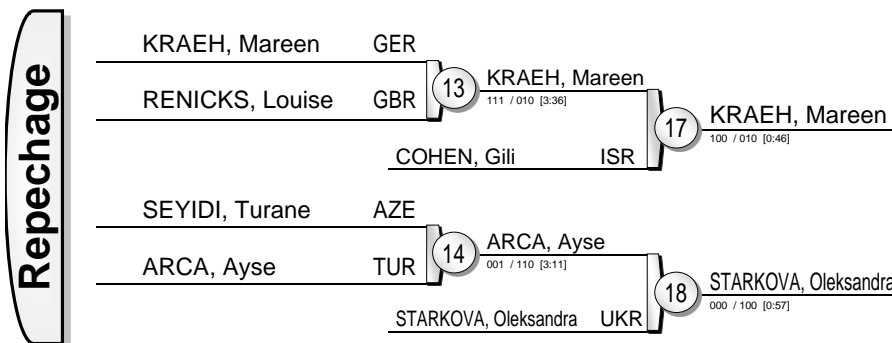 Repechage
KRAEH, Mareen GER
RENICKS, Louise GBR
13
KRAEH, Mareen
111 / 010 [3:36]
COHEN, Gili ISR
17
KRAEH, Mareen
100 / 010 [0:46]
SEYIDI, Turane AZE
ARCA, Ayse TUR
14
ARCA, Ayse
001 / 110 [3:11]
STARKOVA, Oleksandra UKR
18
STARKOVA, Oleksandra
000 / 100 [0:57]